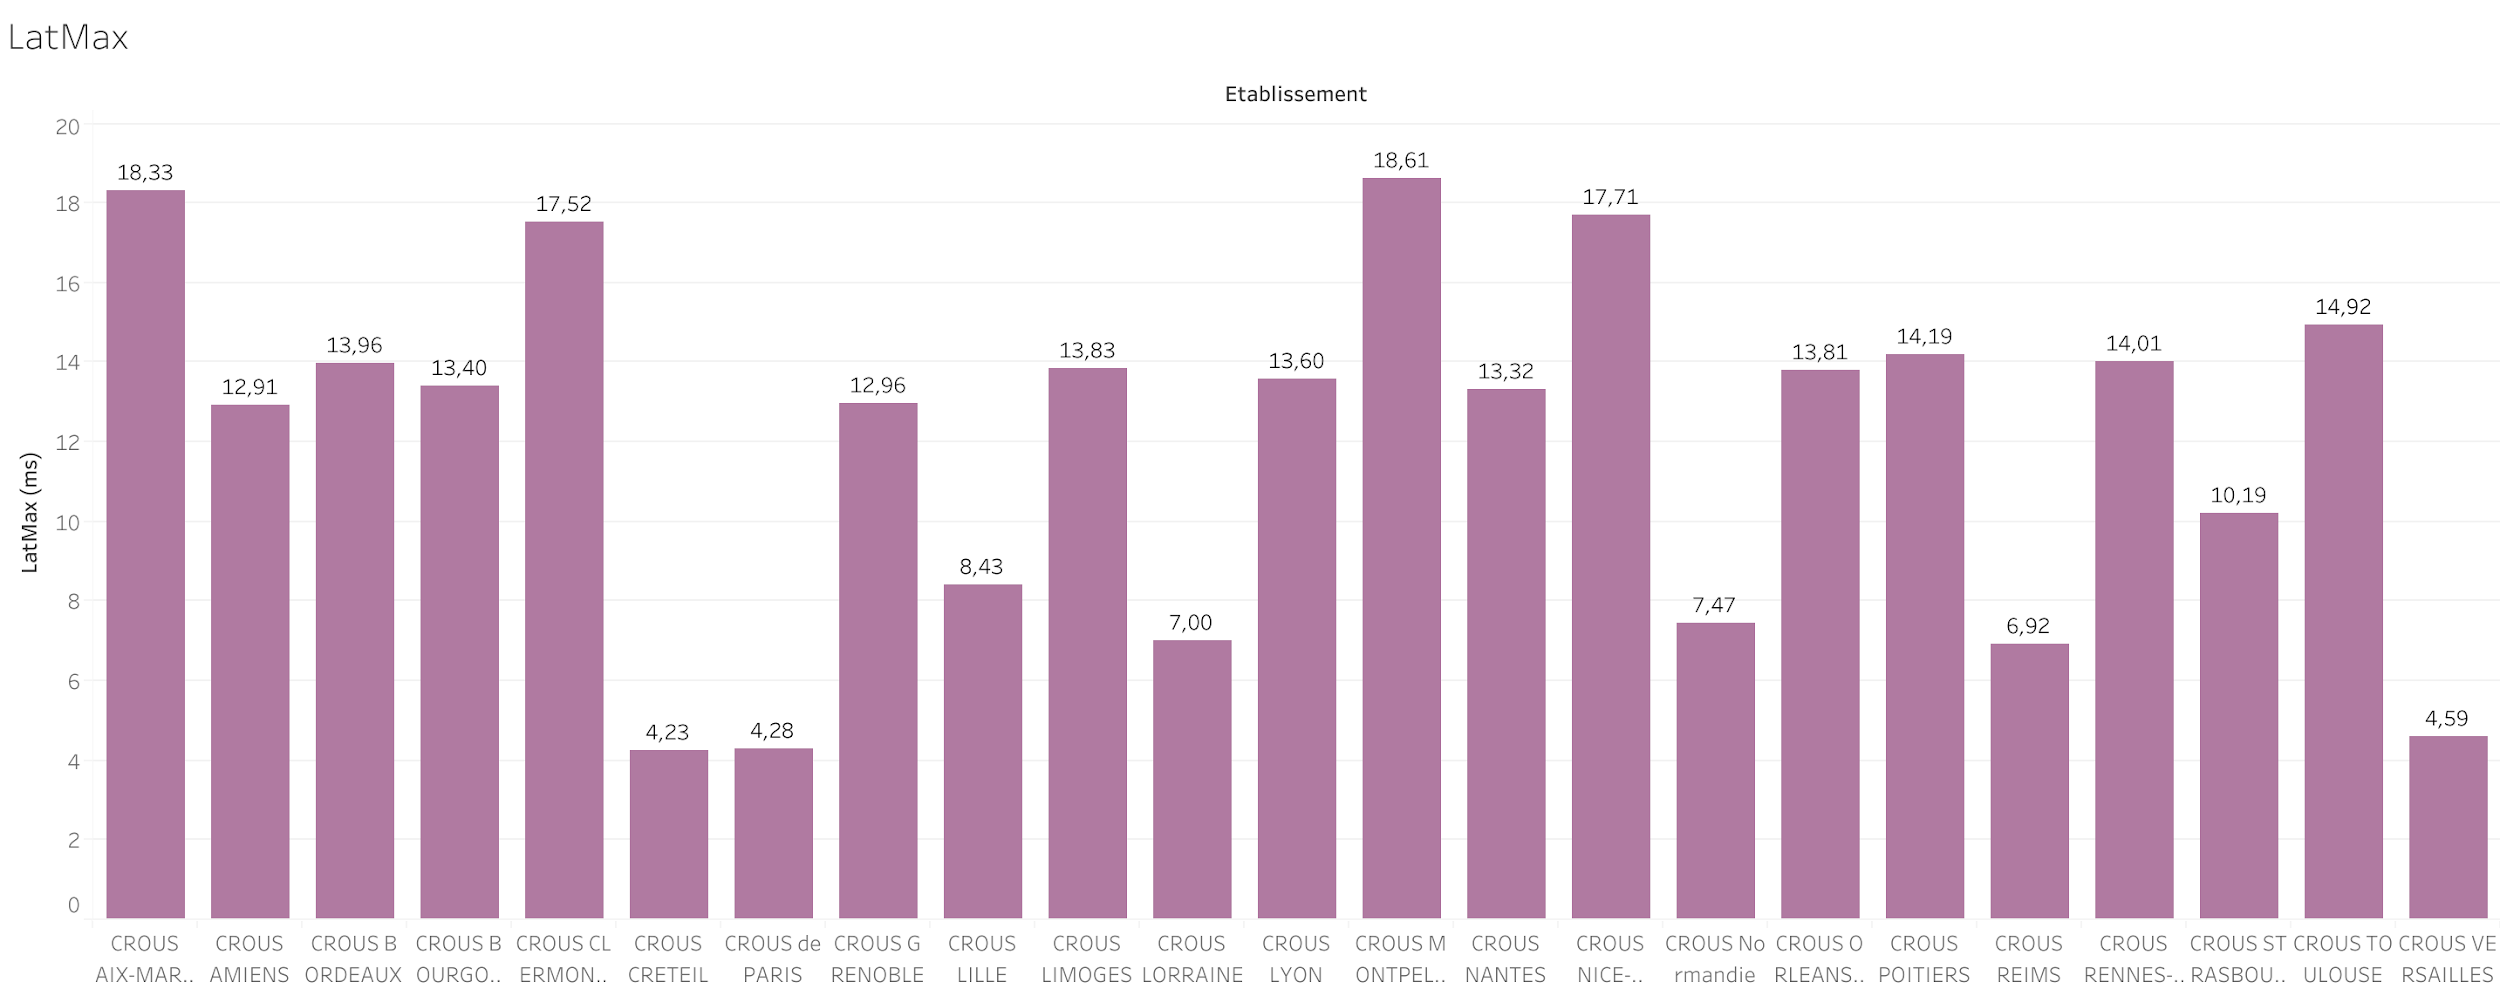 LatMax
Etablissement
20
18
16
14
12
10
8
6
4
2
0
LatMax (ms)
18,33
12,91
13,96
13,40
17,52
4,23
4,28
12,96
8,43
13,83
7,00
13,60
18,61
13,32
17,71
7,47
13,81
14,19
6,92
14,01
10,19
14,92
4,59
CROUS
AIX-MAR..
CROUS
AMIENS
CROUS B
ORDEAUX
CROUS B
OURGO..
CROUS CL
ERMON..
CROUS
CRETEIL
CROUS de
PARIS
CROUS G
RENOBLE
CROUS
LILLE
CROUS
LIMOGES
CROUS
LORRAINE
CROUS
LYON
CROUS M
ONTPEL..
CROUS
NANTES
CROUS
NICE-..
CROUS No
rmandie
CROUS O
RLEANS..
CROUS
POITIERS
CROUS
REIMS
CROUS
RENNES-..
CROUS ST
RASBOU..
CROUS TO
ULOUSE
CROUS VE
RSAILLES